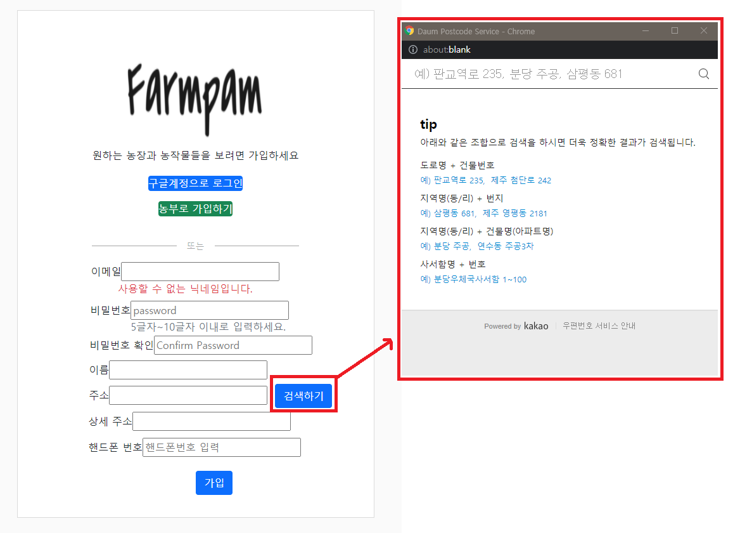 Farmpam
원하는 농장과 농작물들을 보려면 가입하세요
구글계정으로 로그인
농부로 가입하기
또는
이메일
사용할 수 없는 닉네임입니다.
비밀번호 password
5글자~10글자 이내로 입력하세요.
비밀번호 확인 Confirm Password
이름
주소 검색하기
상세 주소
핸드폰 번호 핸드폰번호 입력
가입
Daum Postcode Service - Chrome
about:blank
예) 판교역로 235, 분당 주공, 삼평동 681
tip
아래와 같은 조합으로 검색을 하시면 더욱 정확한 결과가 검색됩니다.
도로명 + 건물번호
예) 판교역로 235, 제주 첨단로 242
지역명(동/리) + 번지
예) 삼평동 681, 제주 영평동 2181
지역명(동/리) + 건물명(아파트명)
예) 분당 주공, 연수동 주공3차
사서함명 + 번호
예) 분당우체국사서함 1~100
Powered by kakao 우편번호 서비스 안내